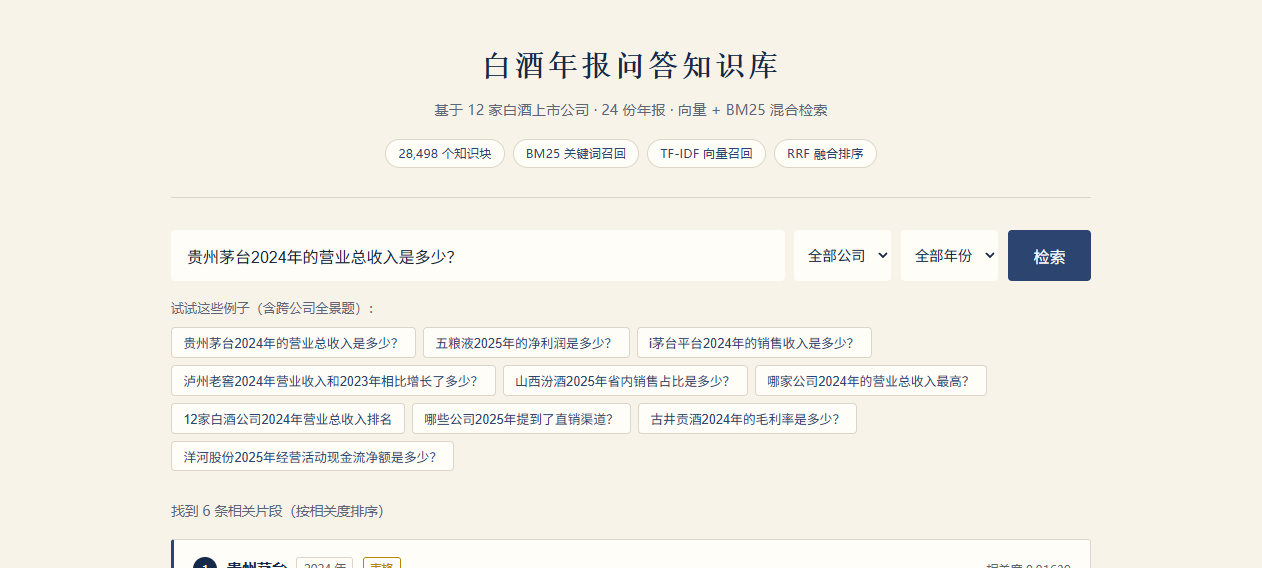 白酒年报问答知识库
基于 12 家白酒上市公司 · 24 份年报 · 向量 + BM25 混合检索
28,498 个知识块 BM25 关键词召回 TF-IDF 向量召回 RRF 融合排序
贵州茅台2024年的营业总收入是多少? 全部公司 全部年份 检索
试试这些例子（含跨公司全景题）:
贵州茅台2024年的营业总收入是多少? 五粮液2025年的净利润是多少? i茅台平台2024年的销售收入是多少?
泸州老窖2024年营业收入和2023年相比增长了多少? 山西汾酒2025年省内销售占比是多少? 哪家公司2024年的营业总收入最高?
12家白酒公司2024年营业总收入排名 哪些公司2025年提到了直销渠道? 古井贡酒2024年的毛利率是多少?
洋河股份2025年经营活动现金流净额是多少?
找到 6 条相关片段（按相关度排序）
1 贵州茅台 2024 年 表格